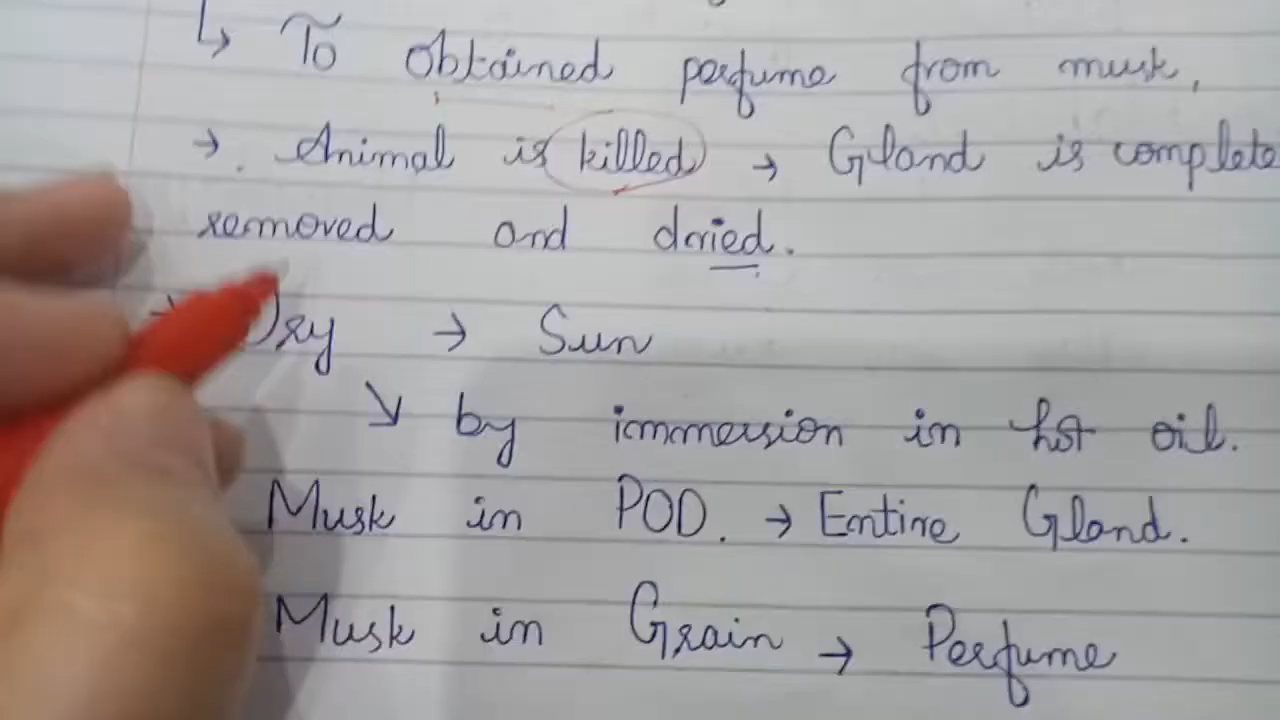 ↳ To obtained perfume from musk,
→. Animal is killed → Gland is complete
removed and dried.
→ Dry → Sun
↘ by immersion in hot oil.
Musk in POD. → Entire Gland.
Musk in Grain → Perfume